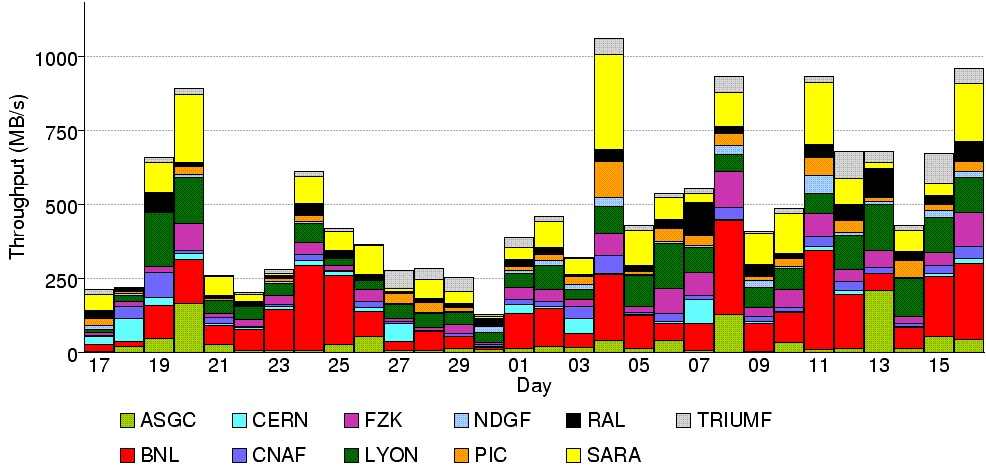 1000
750
500
250
0
Throughput (MB/s)
17 19 21 23 25 27 29 01 03 05 07 09 11 13 15
Day
ASGC CERN FZK NDGF RAL TRIUMF
BNL CNAF LYON PIC SARA